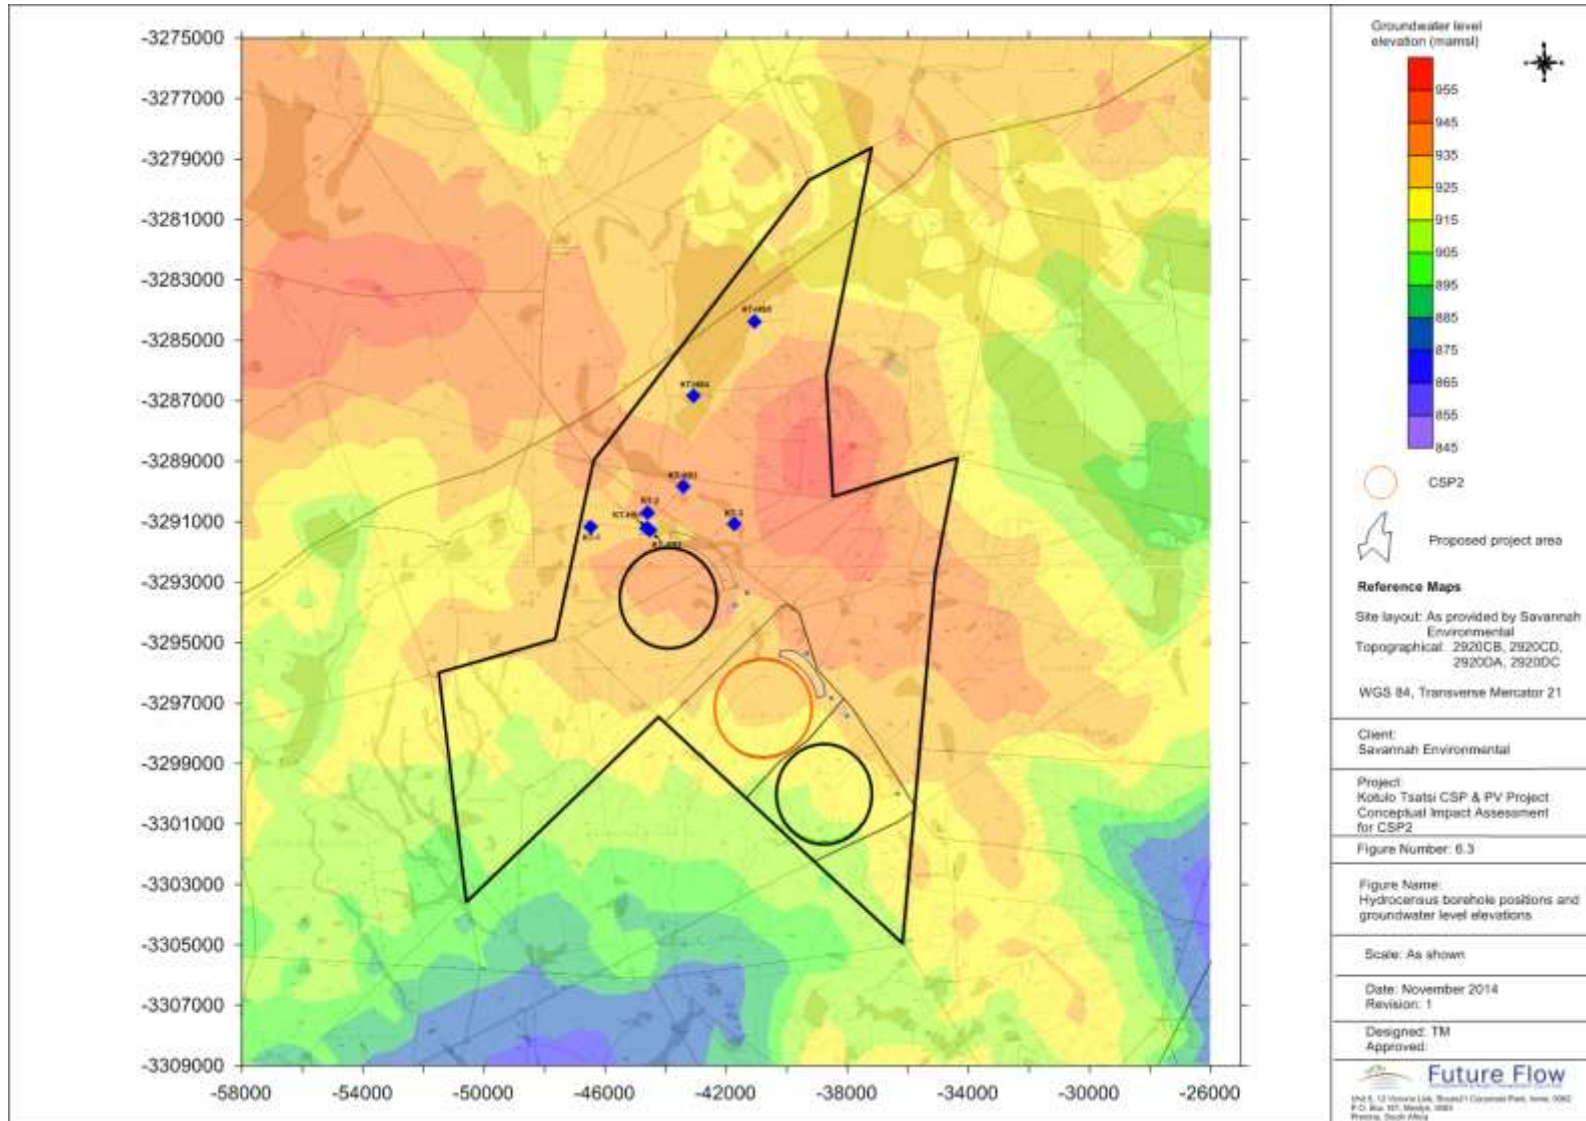 -3275000
-3277000
-3279000
-3281000
-3283000
-3285000
-3287000
-3289000
-3291000
-3293000
-3295000
-3297000
-3299000
-3301000
-3303000
-3305000
-3307000
-3309000
-58000 -54000 -50000 -46000 -42000 -38000 -34000 -30000 -26000
KT-2
KT-3
Groundwater level
elevation (mamsl)
955
945
935
925
915
905
895
885
875
865
855
845
CSP2
Proposed project area
Reference Maps
Site layout: As provided by Savannah
Environmental
Topographical: 2920CB, 2920CD,
2920DA, 2920DC
WGS 84, Transverse Mercator 21
Client:
Savannah Environmental
Project:
Kotulo Tsatsi CSP & PV Project
Conceptual Impact Assessment
for CSP2
Figure Number: 6.3
Figure Name:
Hydrocensus borehole positions and
groundwater level elevations
Scale: As shown
Date: November 2014
Revision: 1
Designed: TM
Approved:
Future Flow